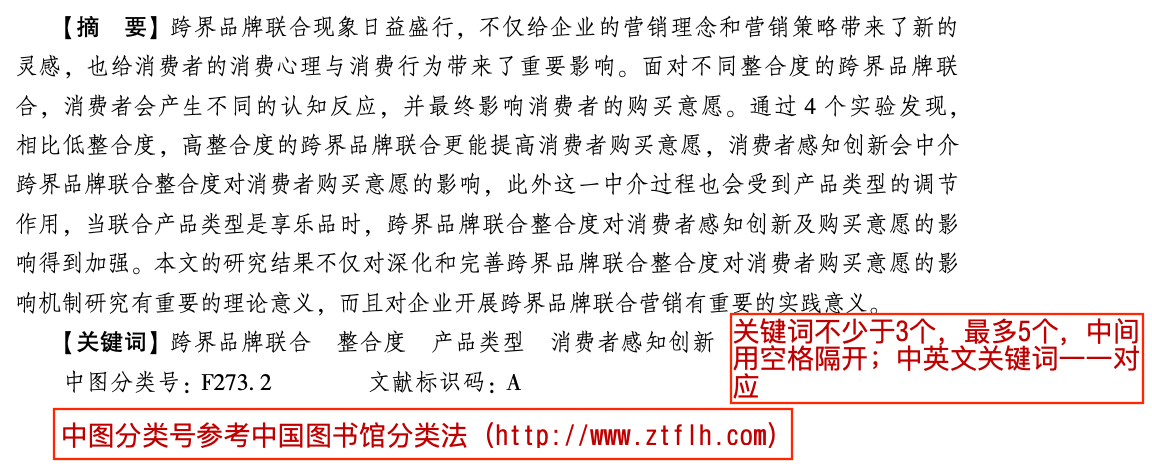 【摘　要】跨界品牌联合现象日益盛行，不仅给企业的营销理念和营销策略带来了新的
灵感，也给消费者的消费心理与消费行为带来了重要影响。面对不同整合度的跨界品牌联
合，消费者会产生不同的认知反应，并最终影响消费者的购买意愿。通过 4 个实验发现，
相比低整合度，高整合度的跨界品牌联合更能提高消费者购买意愿，消费者感知创新会中介
跨界品牌联合整合度对消费者购买意愿的影响，此外这一中介过程也会受到产品类型的调节
作用，当联合产品类型是享乐品时，跨界品牌联合整合度对消费者感知创新及购买意愿的影
响得到加强。本文的研究结果不仅对深化和完善跨界品牌联合整合度对消费者购买意愿的影
响机制研究有重要的理论意义，而且对企业开展跨界品牌联合营销有重要的实践意义。
【关键词】跨界品牌联合　整合度　产品类型　消费者感知创新
关键词不少于3个，最多5个，中间
用空格隔开；中英文关键词一一对
应
中图分类号：F273. 2　　　　文献标识码：A
中图分类号参考中国图书馆分类法（http://www.ztflh.com）